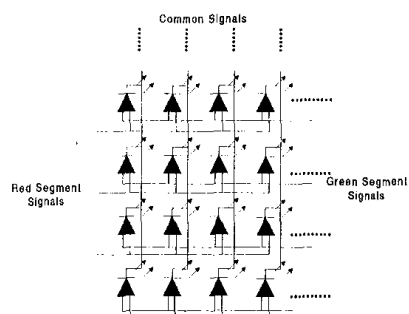 Common Signals
Red Segment
Signals
Green Segment
Signals